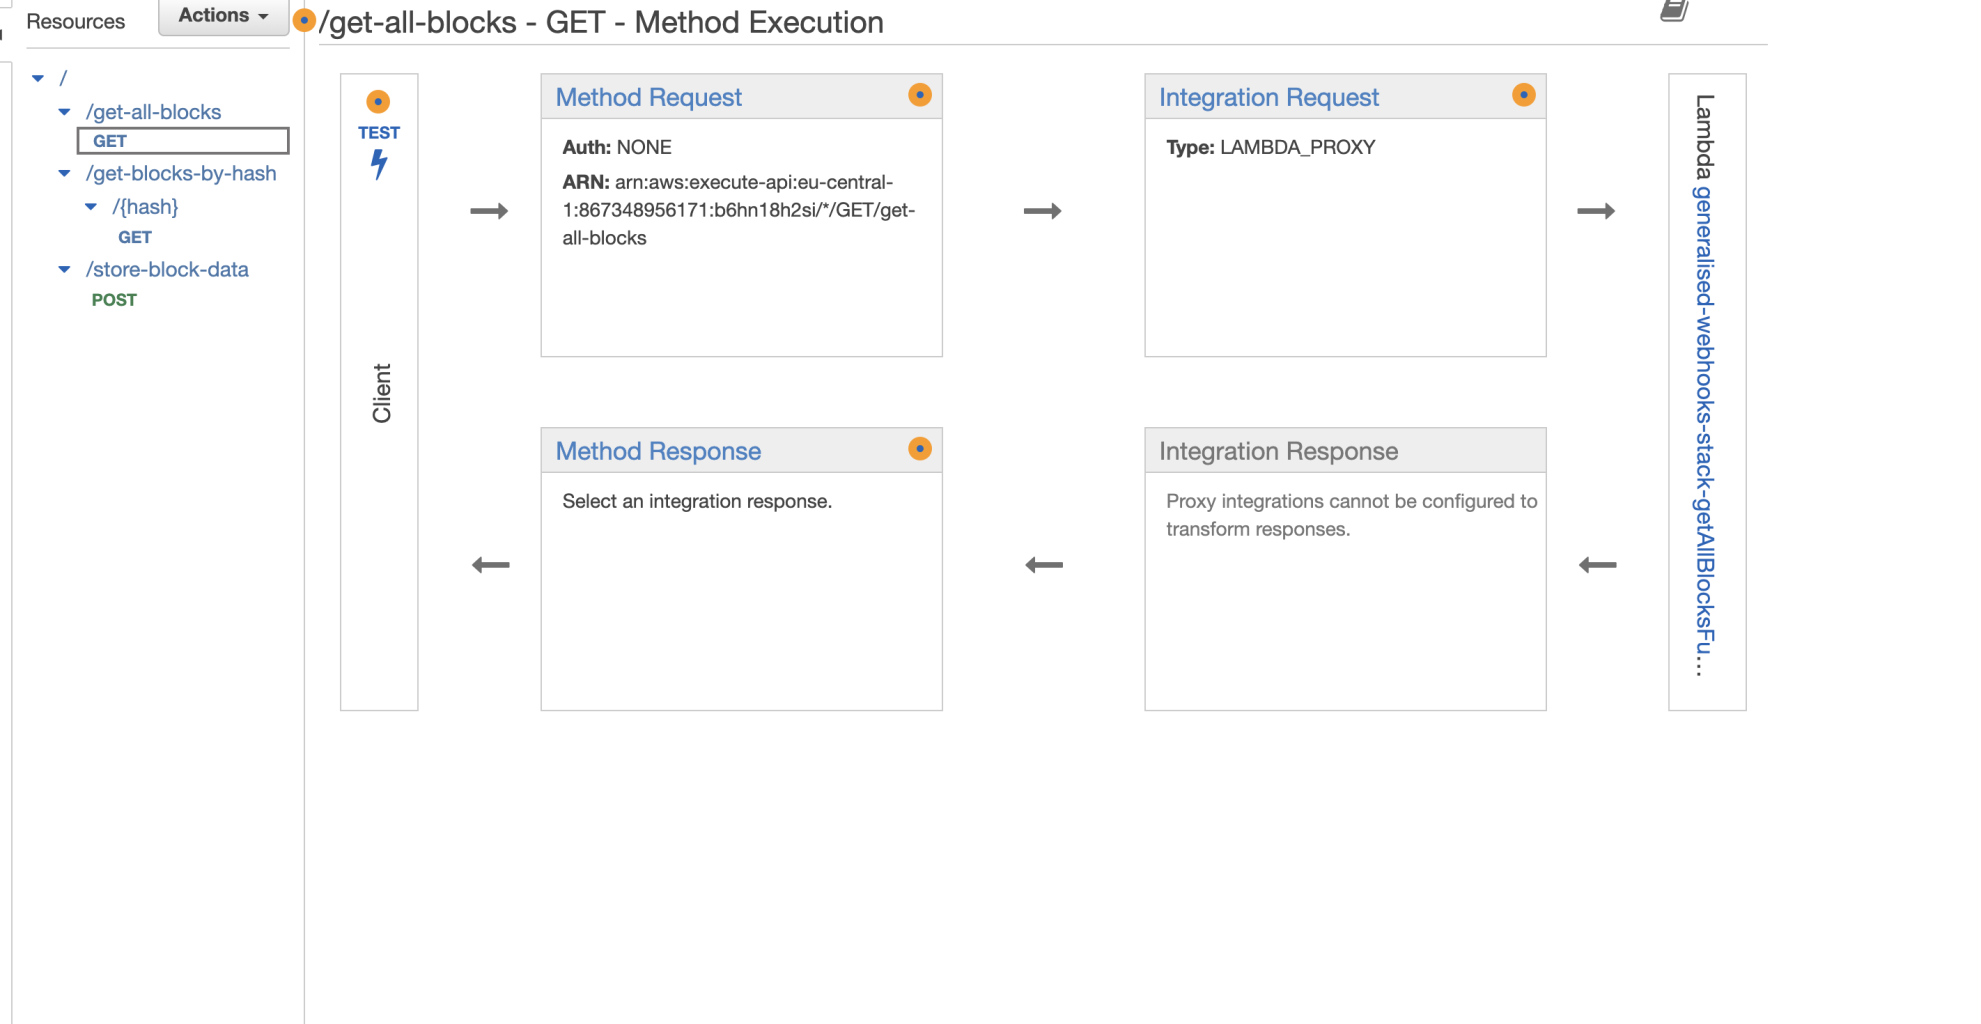 Resources
Actions
/get-all-blocks - GET - Method Execution
/
/get-all-blocks
GET
/get-blocks-by-hash
/{hash}
GET
/store-block-data
POST
TEST
Client
Method Request
Auth: NONE
ARN: arn:aws:execute-api:eu-central-
1:867348956171:b6hn18h2si/*/GET/get-
all-blocks
Integration Request
Type: LAMBDA_PROXY
Lambda generalised-webhooks-stack-getAllBlocksFu...
Method Response
Select an integration response.
Integration Response
Proxy integrations cannot be configured to
transform responses.